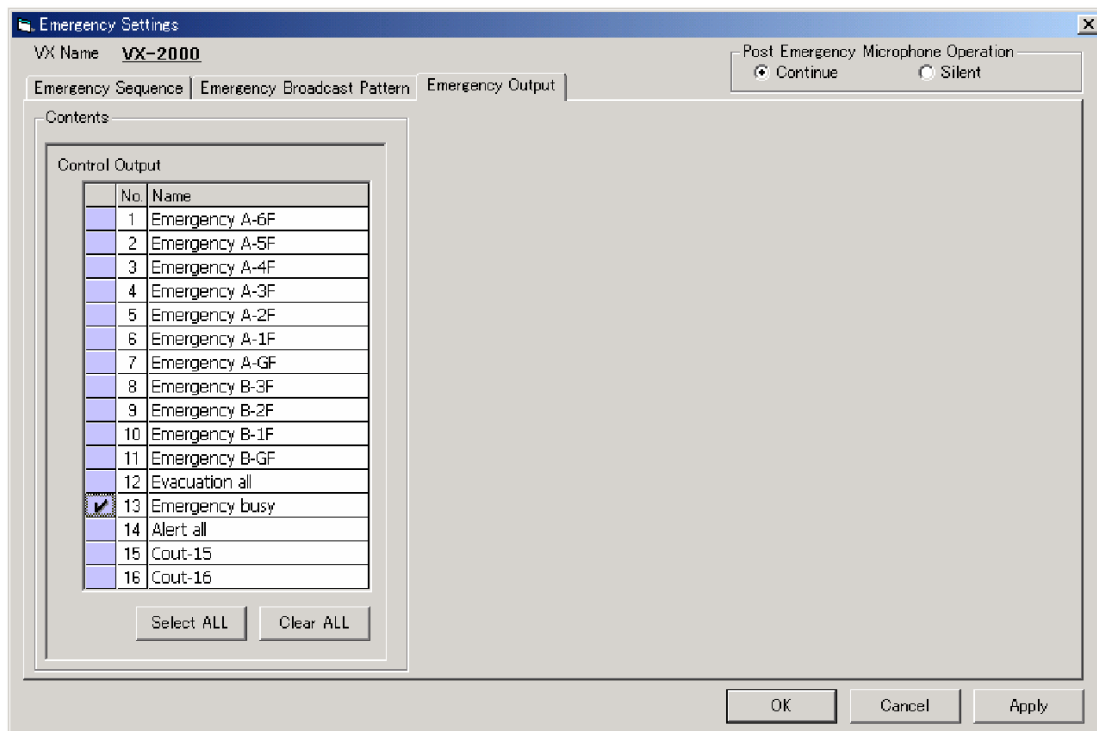 Emergency Settings
VX Name VX-2000
Post Emergency Microphone Operation
Continue Silent
Emergency Sequence Emergency Broadcast Pattern Emergency Output
Contents
Control Output
No. Name
1 Emergency A-6F
2 Emergency A-5F
3 Emergency A-4F
4 Emergency A-3F
5 Emergency A-2F
6 Emergency A-1F
7 Emergency A-GF
8 Emergency B-3F
9 Emergency B-2F
10 Emergency B-1F
11 Emergency B-GF
12 Evacuation all
13 Emergency busy
14 Alert all
15 Cout-15
16 Cout-16
Select ALL Clear ALL
OK Cancel Apply